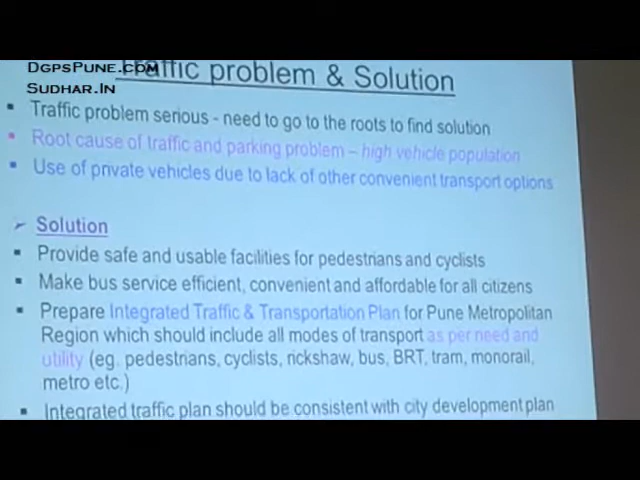 DgpsPune.com
Sudhar.In
Traffic problem & Solution
Traffic problem serious - need to go to the roots to find solution
Root cause of traffic and parking problem – high vehicle population
Use of private vehicles due to lack of other convenient transport options
Solution
Provide safe and usable facilities for pedestrians and cyclists
Make bus service efficient, convenient and affordable for all citizens
Prepare Integrated Traffic & Transportation Plan for Pune Metropolitan
Region which should include all modes of transport as per need and
utility (eg. pedestrians, cyclists, rickshaw, bus, BRT, tram, monorail,
metro etc.)
Integrated traffic plan should be consistent with city development plan